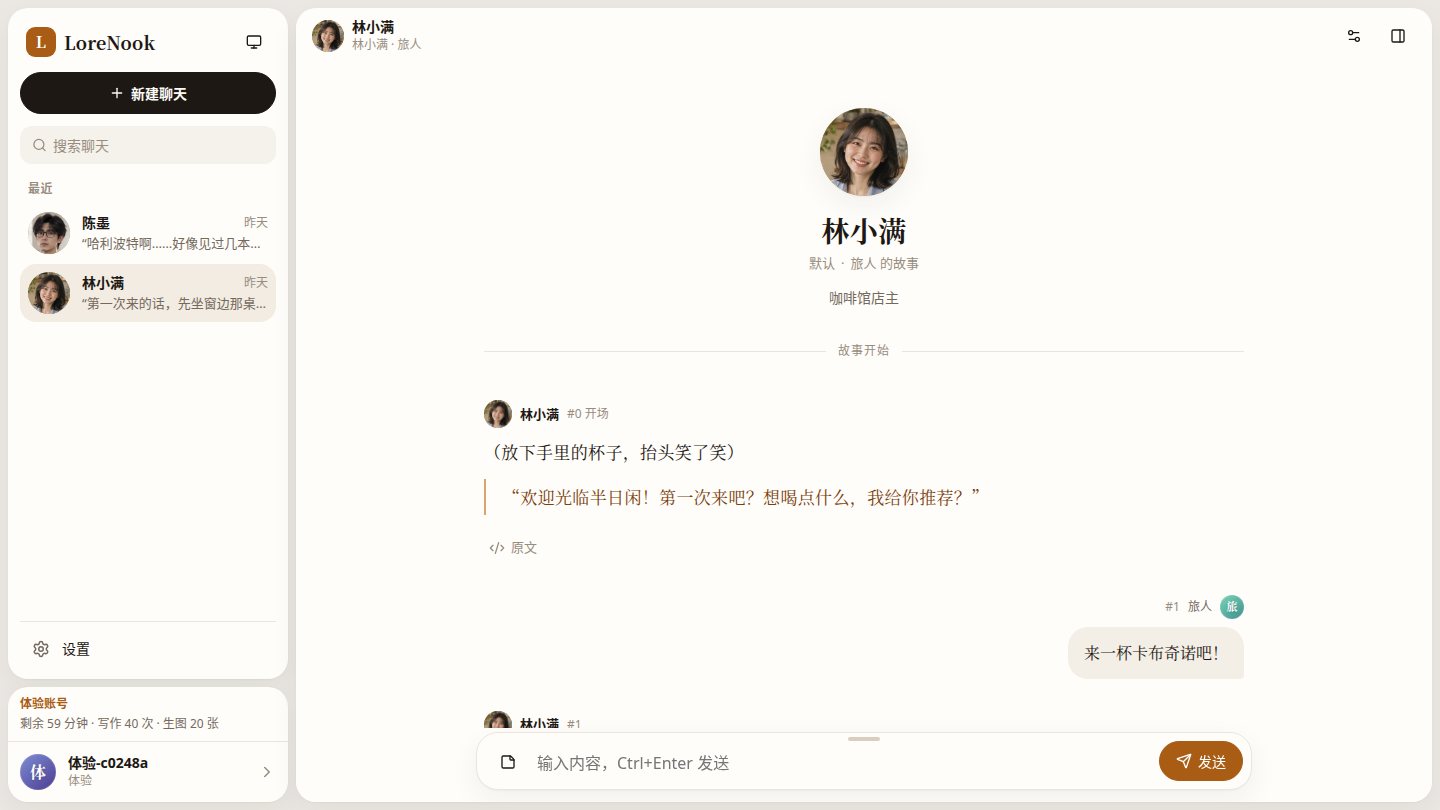 L LoreNook
新建聊天
搜索聊天
最近
陈墨 昨天
“哈利波特啊……好像见过几本…
林小满 昨天
“第一次来的话，先坐窗边那桌…
设置
体验账号
剩余 59 分钟 · 写作 40 次 · 生图 20 张
体 体验-c0248a
体验
林小满
林小满 · 旅人
林小满
默认 · 旅人 的故事
咖啡馆店主
故事开始
林小满 #0 开场
（放下手里的杯子，抬头笑了笑）
“欢迎光临半日闲！第一次来吧？想喝点什么，我给你推荐？”
原文
#1 旅人 旅
来一杯卡布奇诺吧！
林小满 #1
输入内容，Ctrl+Enter 发送
发送